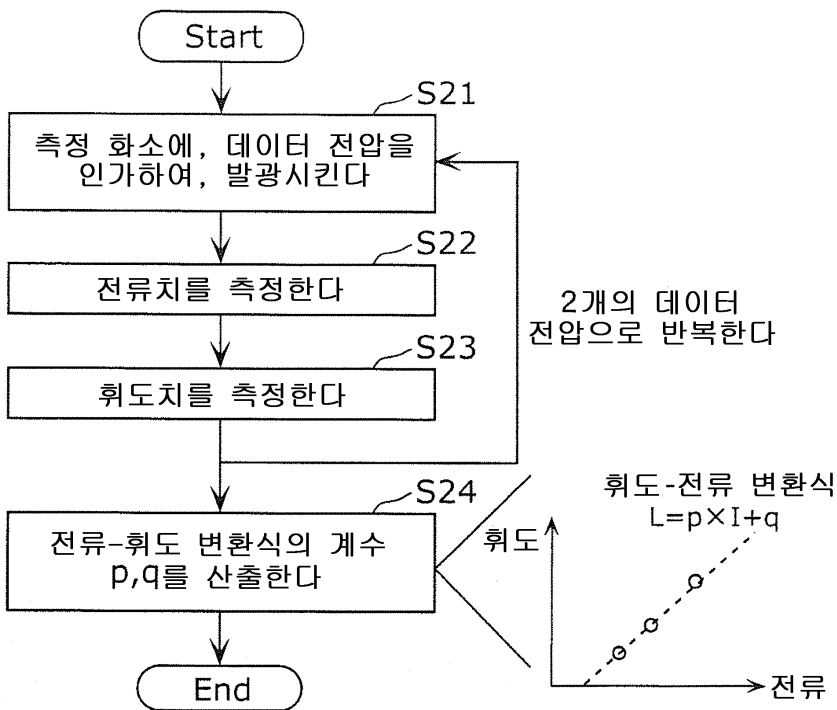 Start
S21
측정 화소에, 데이터 전압을
인가하여, 발광시킨다
S22
전류치를 측정한다
2개의 데이터
전압으로 반복한다
S23
휘도치를 측정한다
S24
전류-휘도 변환식의 계수
p,q를 산출한다
End
휘도-전류 변환식
L=p×I+q
휘도
전류